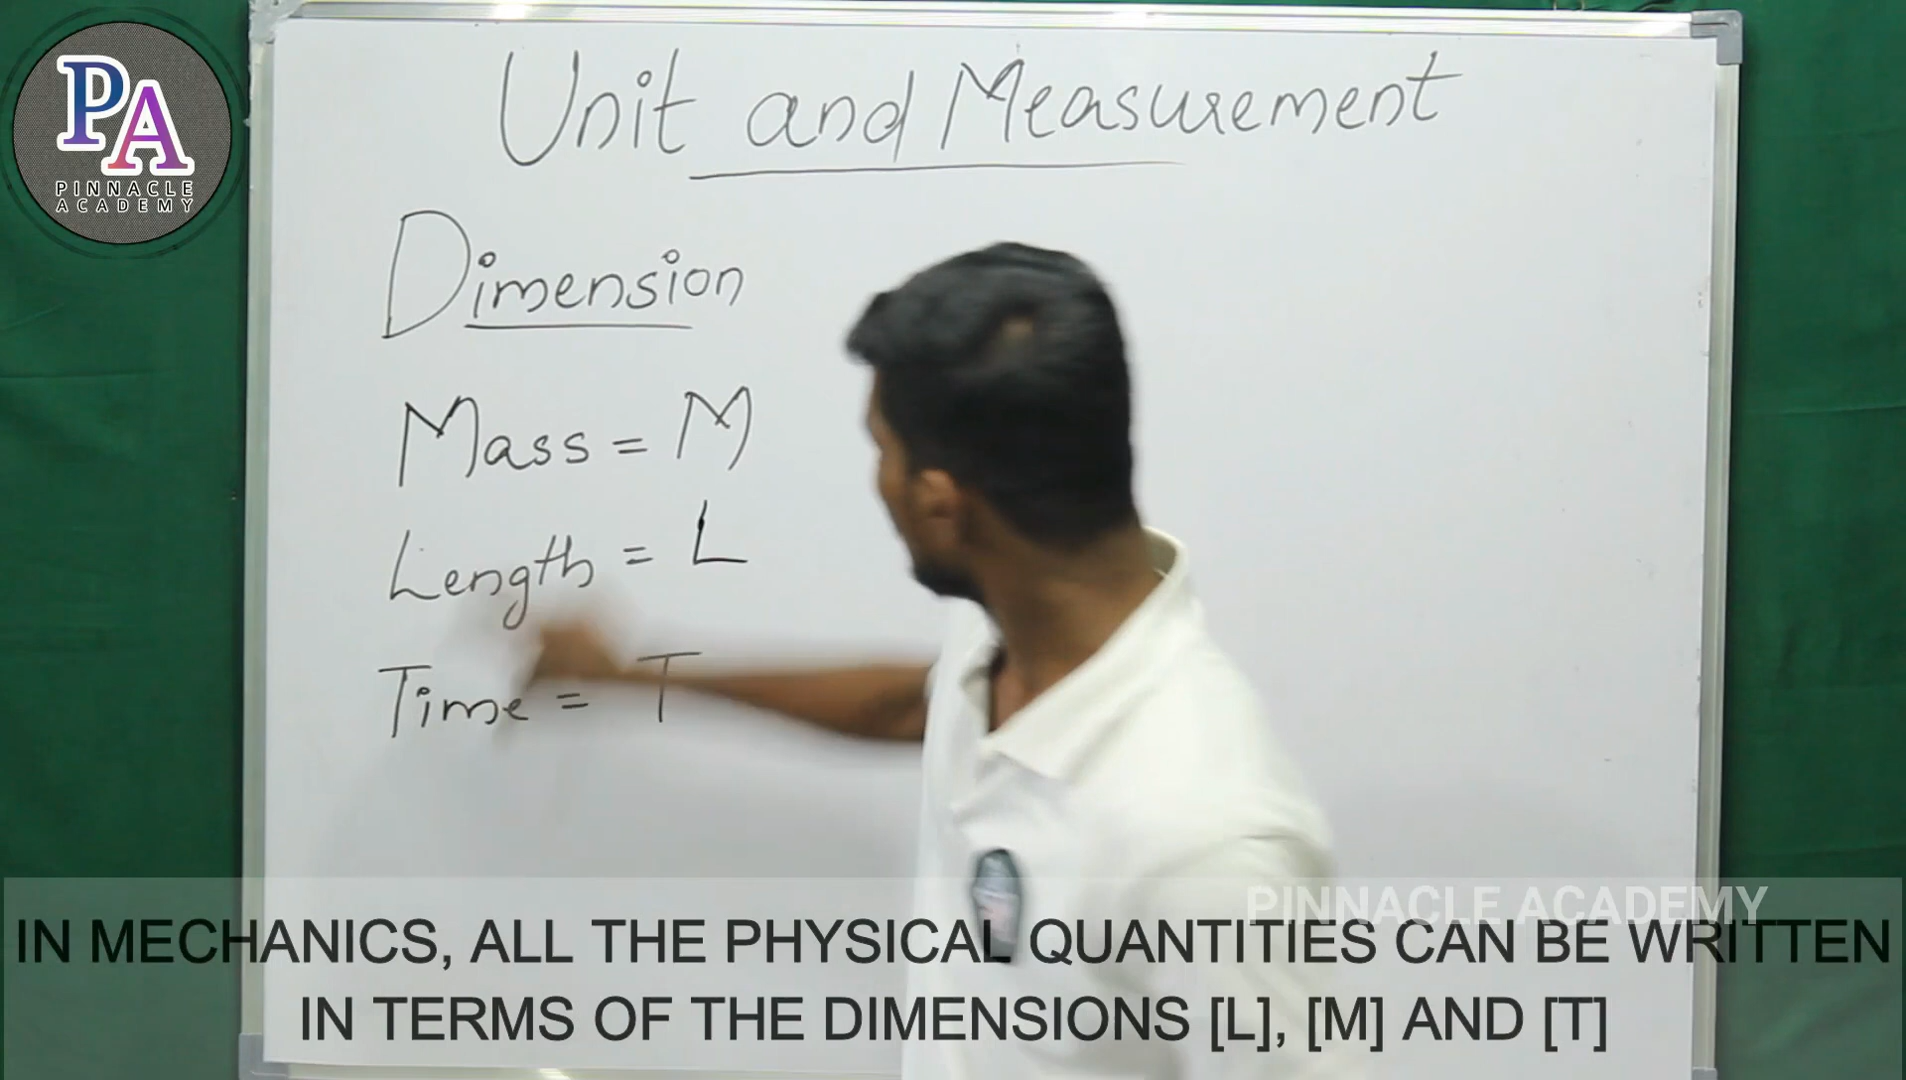 PA
PINNACLE
ACADEMY
Unit and Measurement
Dimension
Mass = M
Length = L
Time = T
PINNACLE ACADEMY
IN MECHANICS, ALL THE PHYSICAL QUANTITIES CAN BE WRITTEN
IN TERMS OF THE DIMENSIONS [L], [M] AND [T]